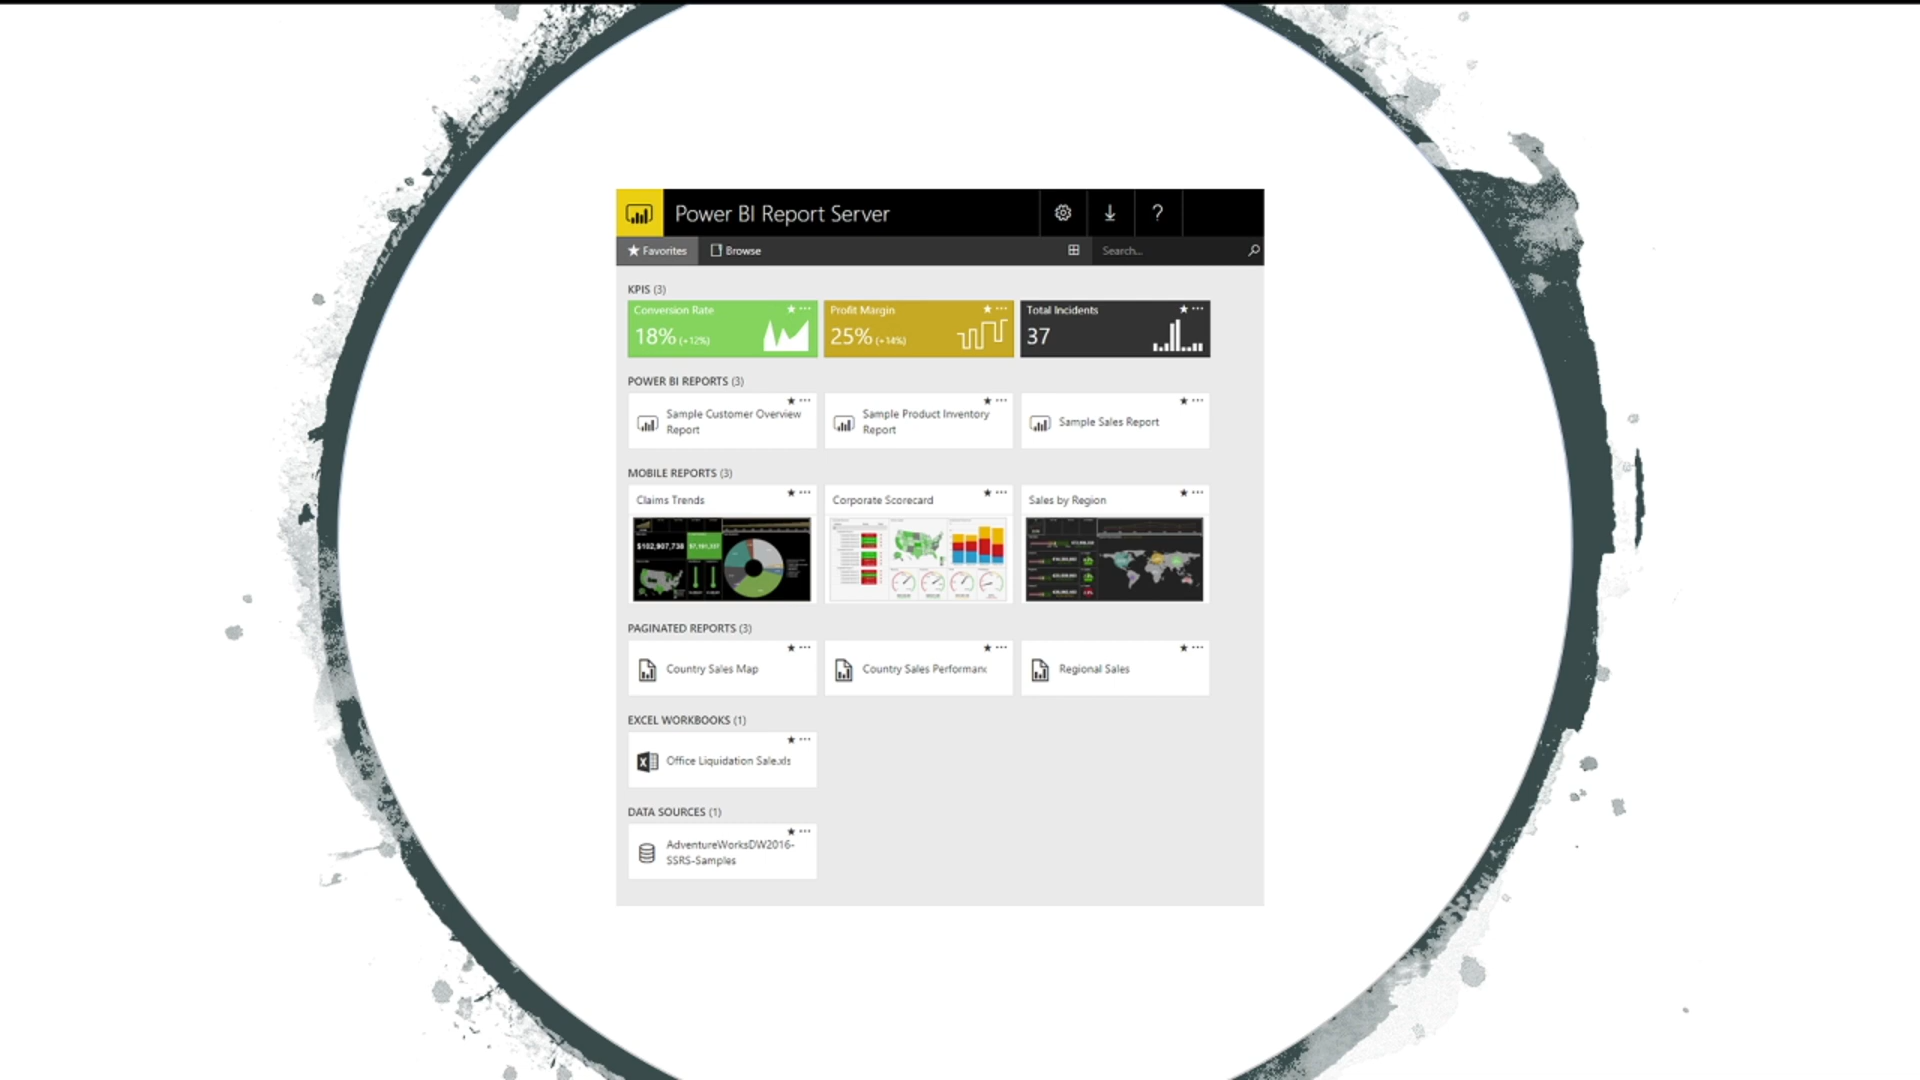 Power BI Report Server
?
Favorites
Browse
Search...
KPIS (3)
Conversion Rate
18% (+12%)
Profit Margin
25% (+14%)
Total Incidents
37
POWER BI REPORTS (3)
Sample Customer Overview
Report
Sample Product Inventory
Report
Sample Sales Report
MOBILE REPORTS (3)
Claims Trends
Corporate Scorecard
Sales by Region
$102,907,738
PAGINATED REPORTS (3)
Country Sales Map
Country Sales Performanc
Regional Sales
EXCEL WORKBOOKS (1)
Office Liquidation Sale.xls
DATA SOURCES (1)
AdventureWorksDW2016-
SSRS-Samples